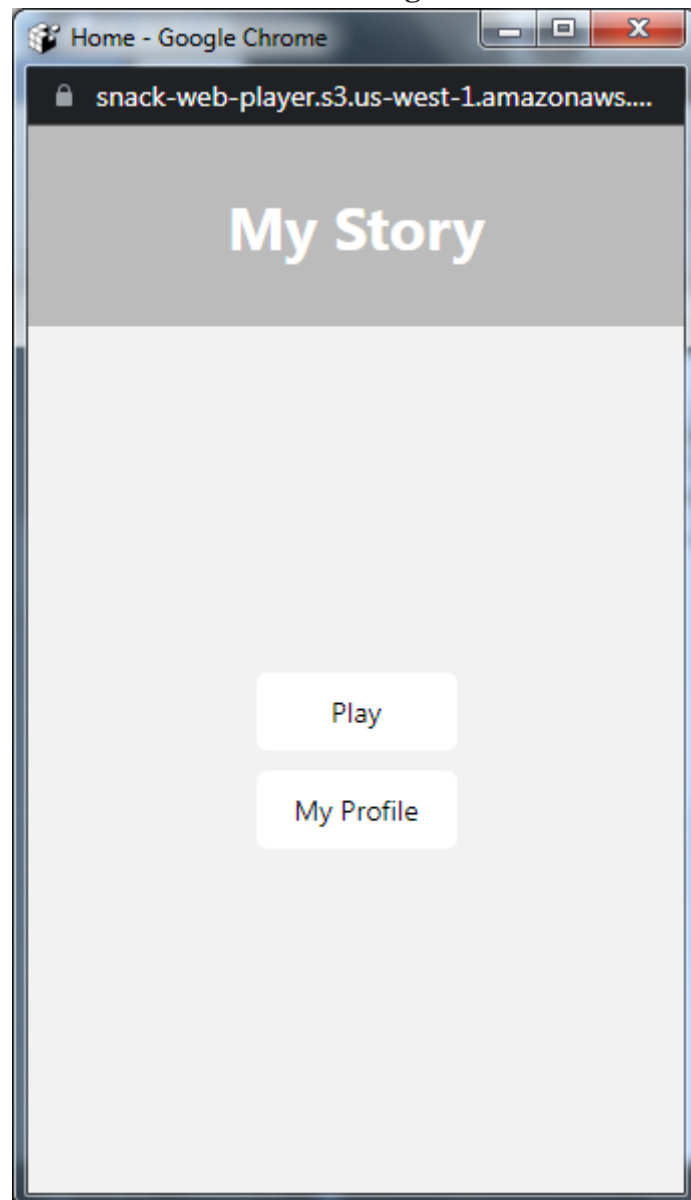 Home - Google Chrome
snack-web-player.s3.us-west-1.amazonaws....
My Story
Play
My Profile